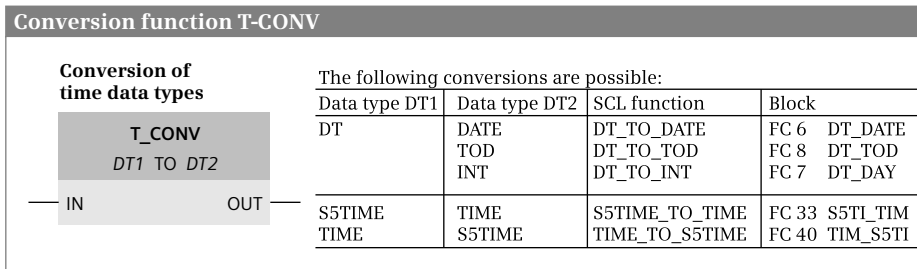 Conversion function T-CONV
Conversion of
time data types
T_CONV
DT1 TO DT2
IN OUT
The following conversions are possible:
Data type DT1 Data type DT2 SCL function Block
DT DATE DT_TO_DATE FC 6 DT_DATE
TOD DT_TO_TOD FC 8 DT_TOD
INT DT_TO_INT FC 7 DT_DAY
S5TIME TIME S5TIME_TO_TIME FC 33 S5TI_TIM
TIME S5TIME TIME_TO_S5TIME FC 40 TIM_S5TI